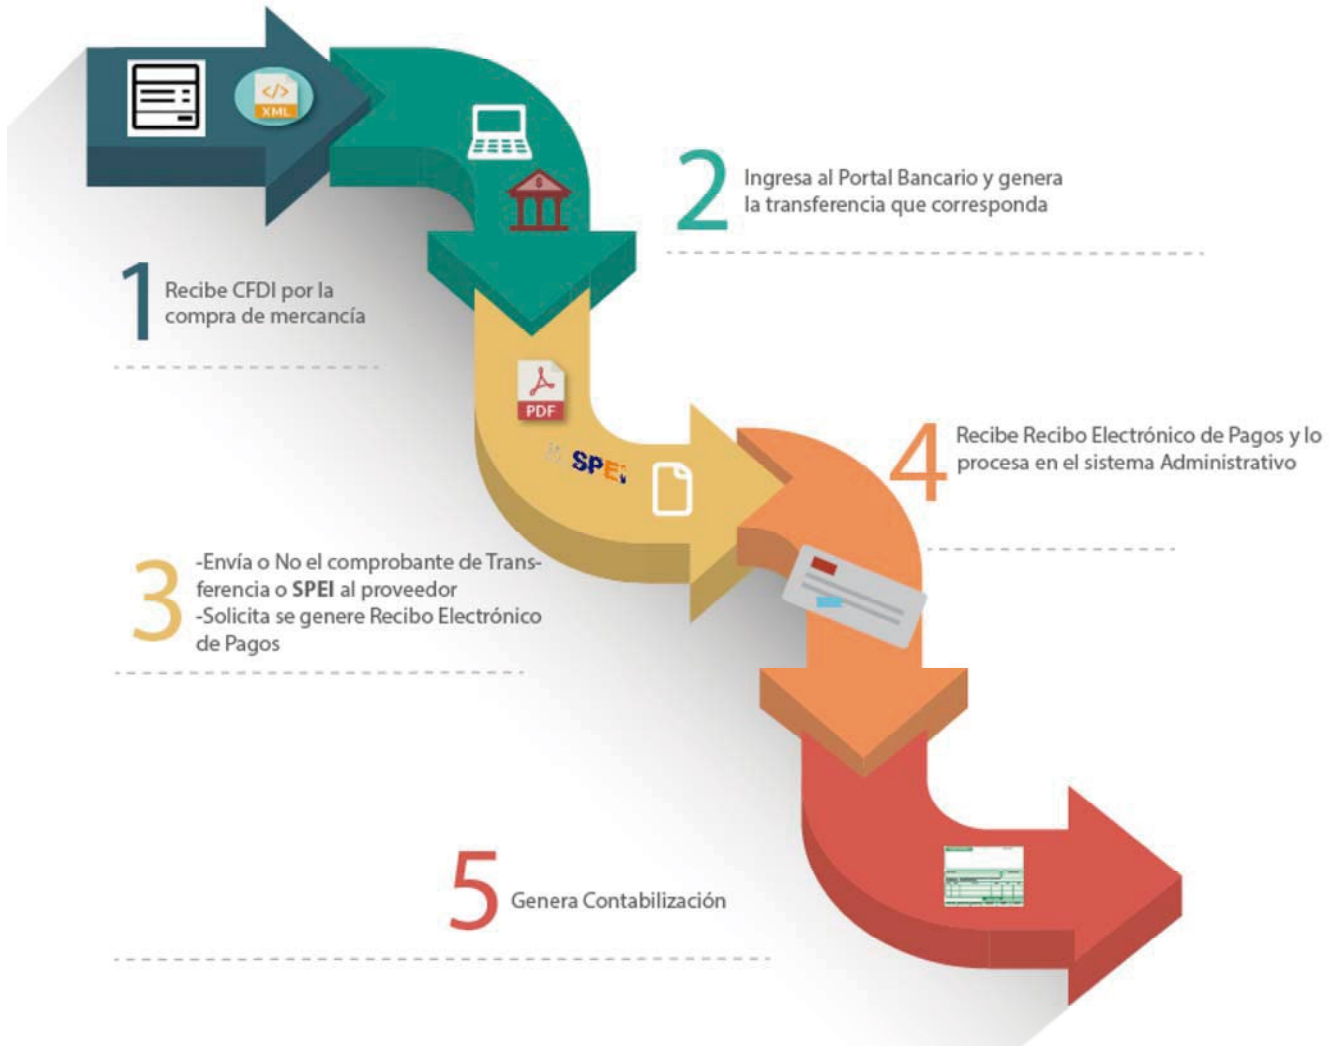 </> 
XML
1
Recibe CFDI por la
compra de mercancía
$
2
Ingresa al Portal Bancario y genera
la transferencia que corresponda
PDF
SPEI
3
-Envía o No el comprobante de Trans-
ferencia o SPEI al proveedor
-Solicita se genere Recibo Electrónico
de Pagos
4
Recibe Recibo Electrónico de Pagos y lo
procesa en el sistema Administrativo
5
Genera Contabilización